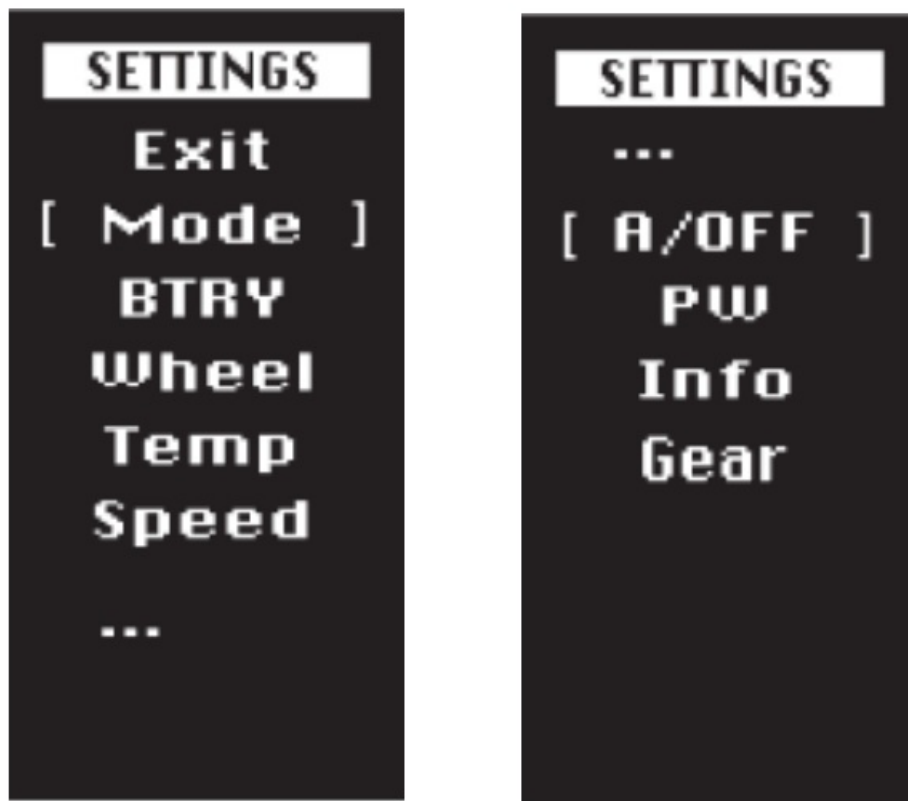 SETTINGS
Exit
[ Mode ]
BTRY
Wheel
Temp
Speed
...
SETTINGS
...
[ A/OFF ]
PW
Info
Gear